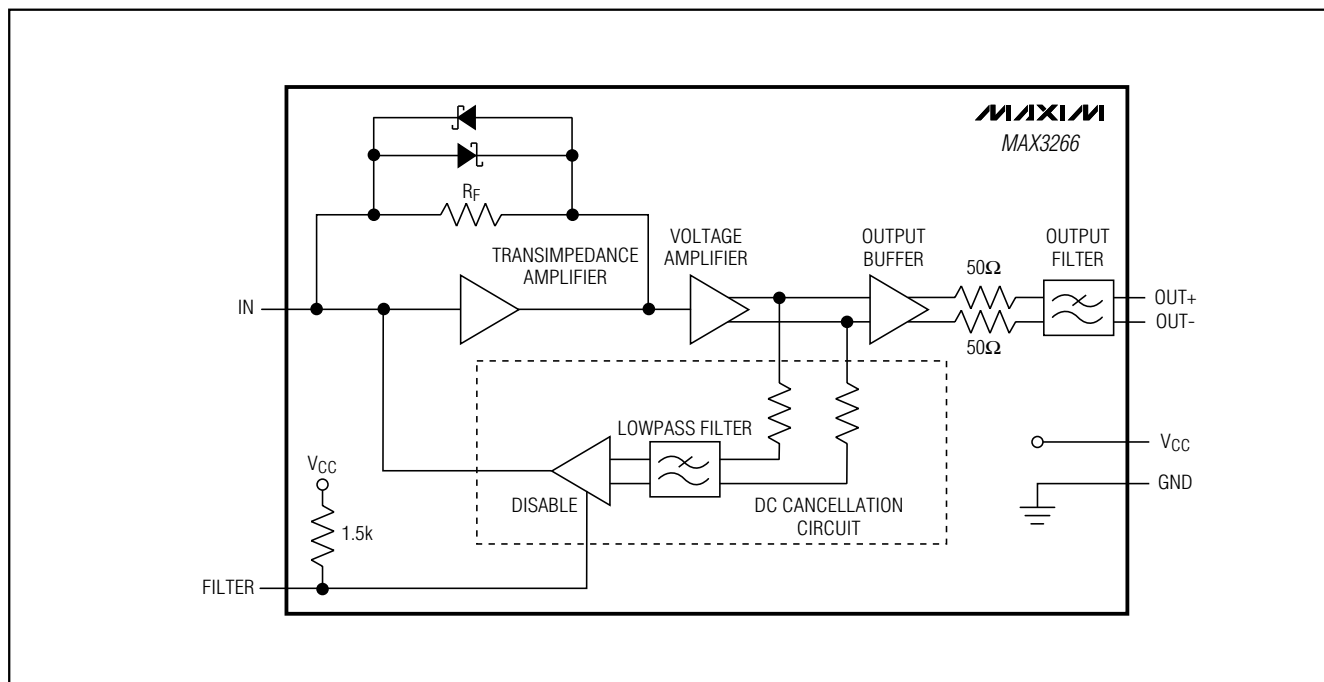 MAXIM
MAX3266
RF
TRANSIMPEDANCE
AMPLIFIER
VOLTAGE
AMPLIFIER
OUTPUT
BUFFER
OUTPUT
FILTER
50Ω
50Ω
IN
OUT+
OUT-
LOWPASS FILTER
DISABLE
DC CANCELLATION
CIRCUIT
VCC
1.5k
FILTER
VCC
GND